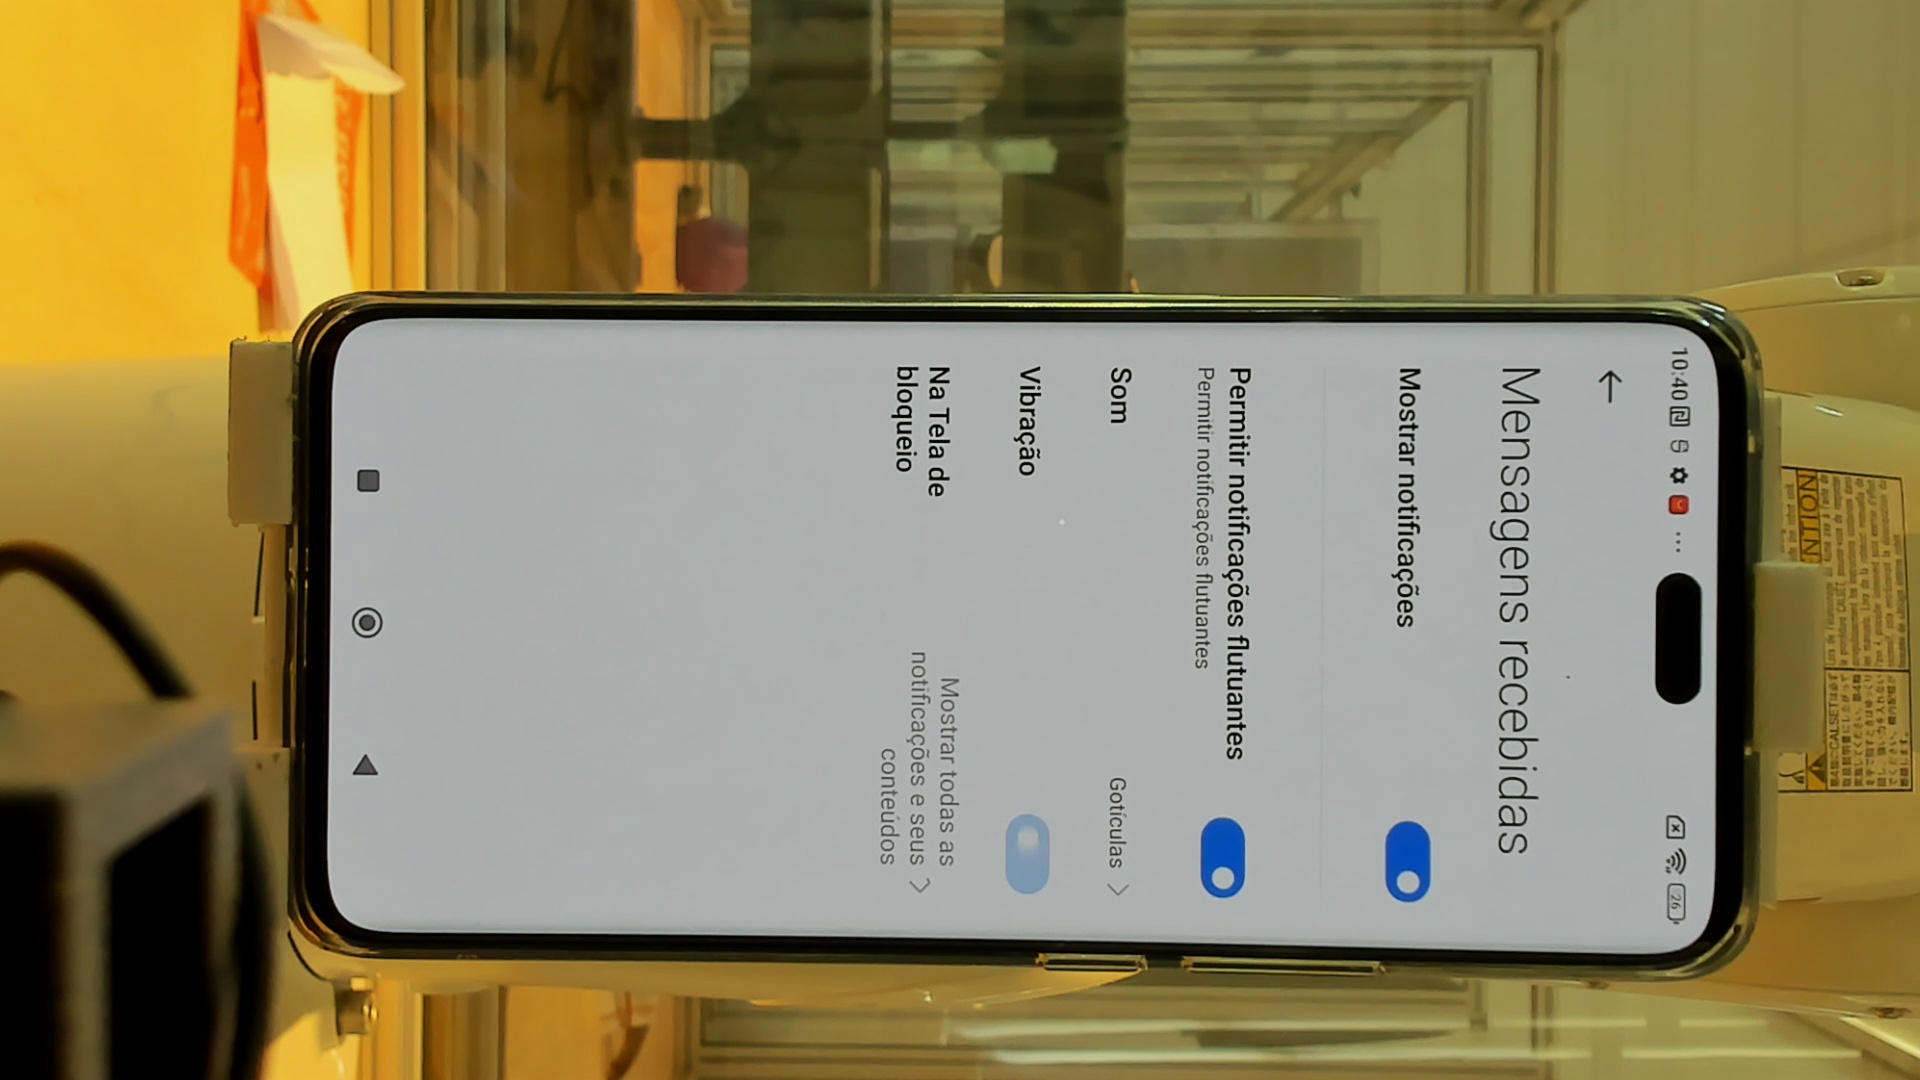 10:40
26
Mensagens recebidas
Mostrar notificações
Permitir notificações flutuantes
Permitir notificações flutuantes
Som
Gotículas
Vibração
Na Tela de
bloqueio
Mostrar todas as
notificações e seus
conteúdos